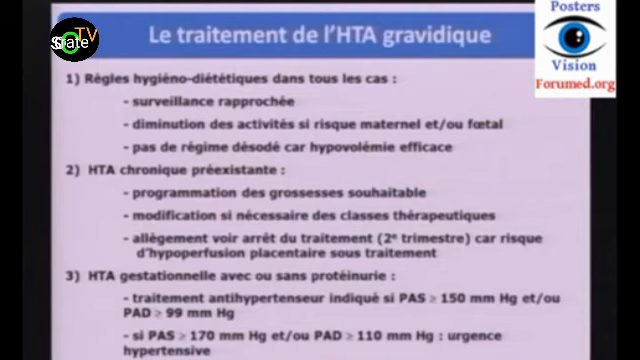 Posters
Vision
Forumed.org
TV
Le traitement de l’HTA gravidique
1) Règles hygiéno-diététiques dans tous les cas :
- surveillance rapprochée
- diminution des activités si risque maternel et/ou fœtal
- pas de régime désodé car hypovolémie efficace
2) HTA chronique préexistante :
- programmation des grossesses souhaitable
- modification si nécessaire des classes thérapeutiques
- allègement voir arrêt du traitement (2e trimestre) car risque
d’hypoperfusion placentaire sous traitement
3) HTA gestationnelle avec ou sans protéinurie :
- traitement antihypertenseur indiqué si PAS ≥ 150 mm Hg et/ou
PAD ≥ 99 mm Hg
- si PAS ≥ 170 mm Hg et/ou PAD ≥ 110 mm Hg : urgence
hypertensive